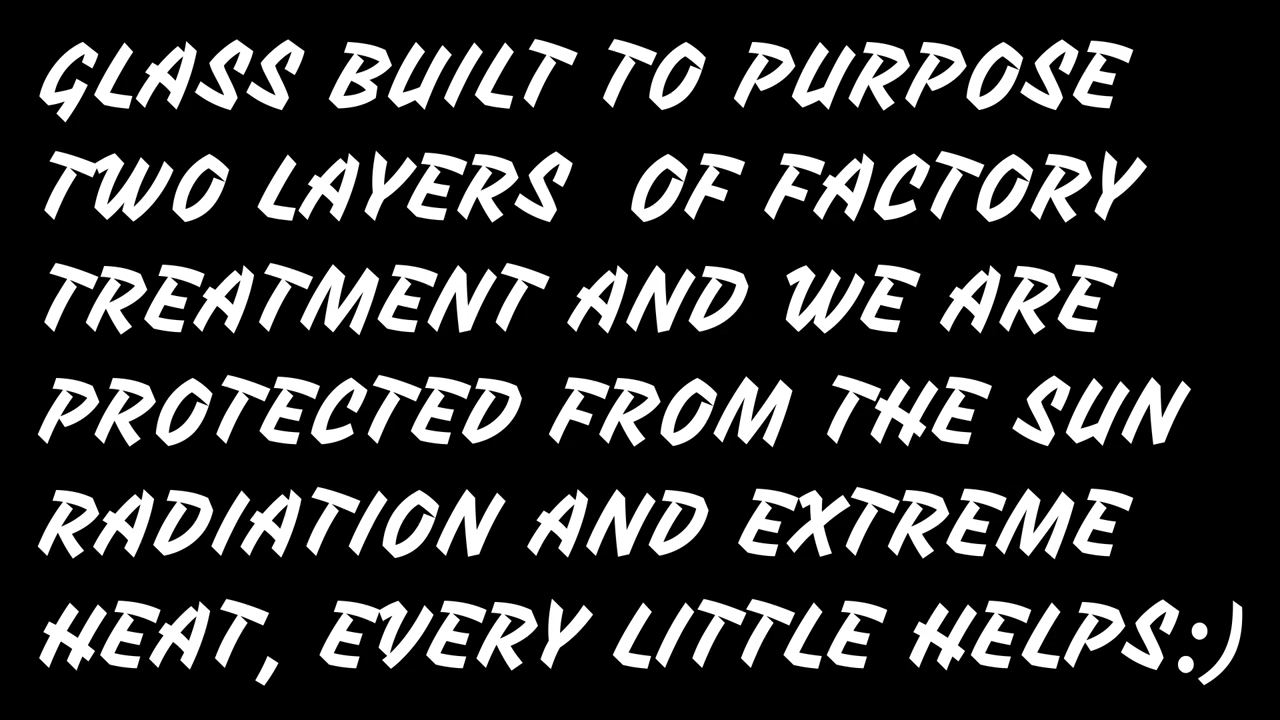 GLASS BUILT TO PURPOSE
TWO LAYERS  OF FACTORY
TREATMENT AND WE ARE
PROTECTED FROM THE SUN
RADIATION AND EXTREME
HEAT, EVERY LITTLE HELPS:)